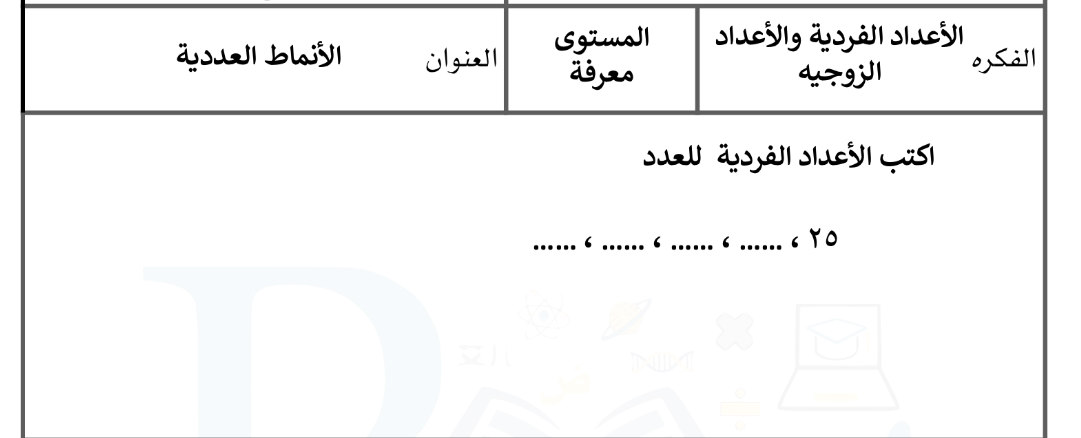 الفكره الأعداد الفردية والأعداد الزوجيه المستوى معرفة العنوان الأنماط العددية
اكتب الأعداد الفردية للعدد
٢٥ ، ...... ، ...... ، ...... ، ......